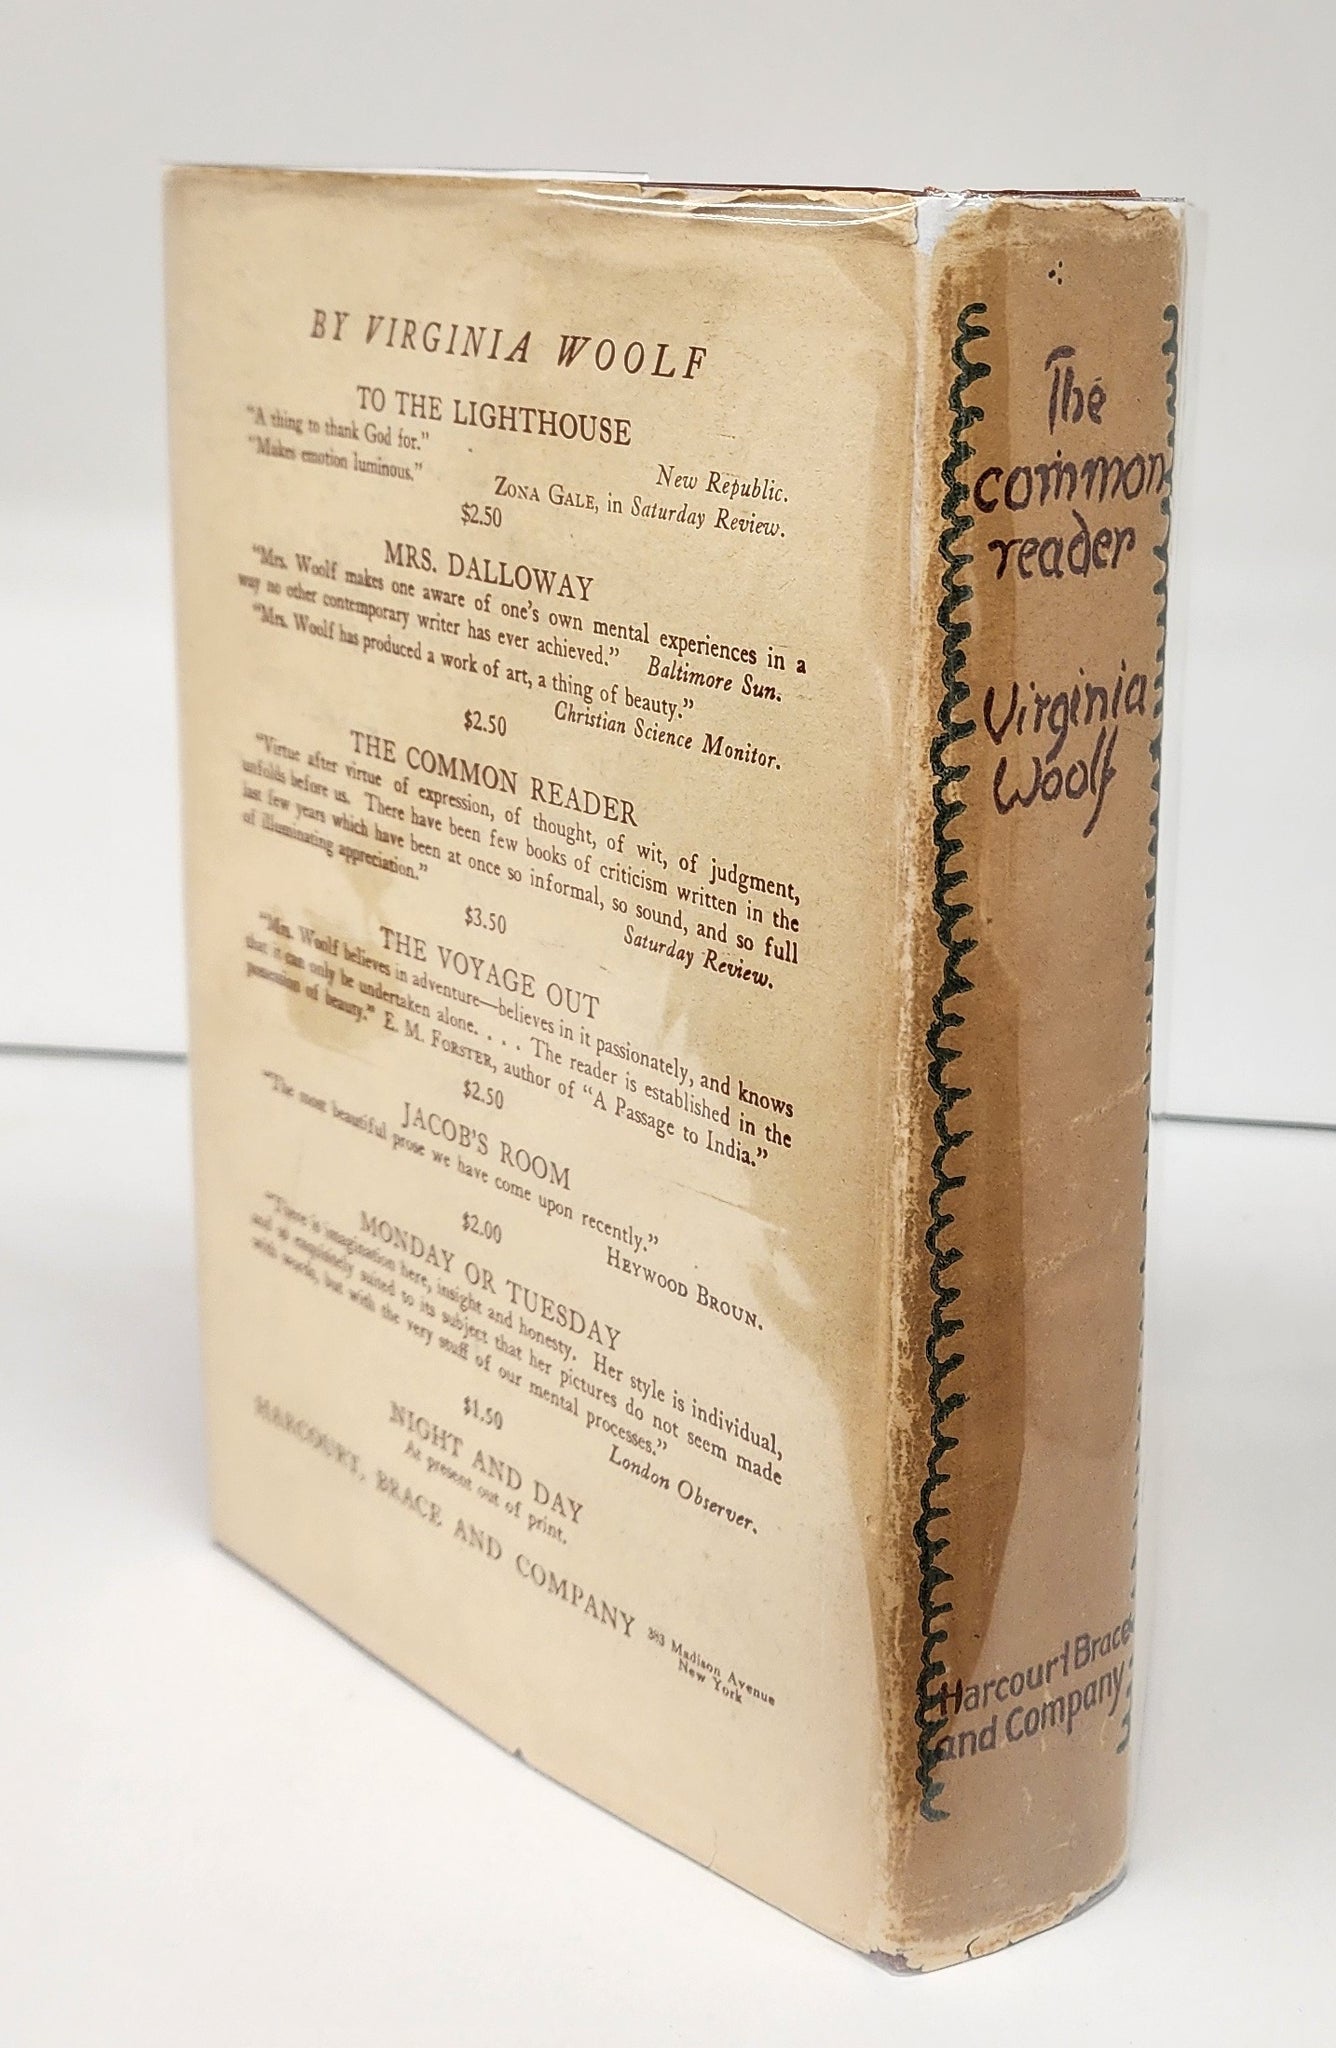 BY VIRGINIA WOOLF
TO THE LIGHTHOUSE
"A thing to thank God for."
New Republic.
"Makes emotion luminous."
ZONA GALE, in Saturday Review.
$2.50
MRS. DALLOWAY
"Mrs. Woolf makes one aware of one's own mental experiences in a
way no other contemporary writer has ever achieved."
Baltimore Sun.
"Mrs. Woolf has produced a work of art, a thing of beauty."
Christian Science Monitor.
$2.50
THE COMMON READER
"Virtue after virtue of expression, of thought, of wit, of judgment,
unfolds before us. There have been few books of criticism written in the
last few years which have been at once so informal, so sound, and so full
of illuminating appreciation."
Saturday Review.
$3.50
THE VOYAGE OUT
"Mrs. Woolf believes in adventure—believes in it passionately, and knows
that it can only be undertaken alone. . . . The reader is established in the
possession of beauty." E. M. FORSTER, author of "A Passage to India."
$2.50
JACOB'S ROOM
"The most beautiful prose we have come upon recently."
HEYWOOD BROUN.
$2.00
MONDAY OR TUESDAY
"There is imagination here, insight and honesty. Her style is individual,
and so exquisitely suited to its subject that her pictures do not seem made
with words, but with the very stuff of our mental processes."
London Observer.
$1.50
NIGHT AND DAY
At present out of print.
HARCOURT, BRACE AND COMPANY
383 Madison Avenue
New York
The
common
reader
Virginia
Woolf
Harcourt Brace
and Company